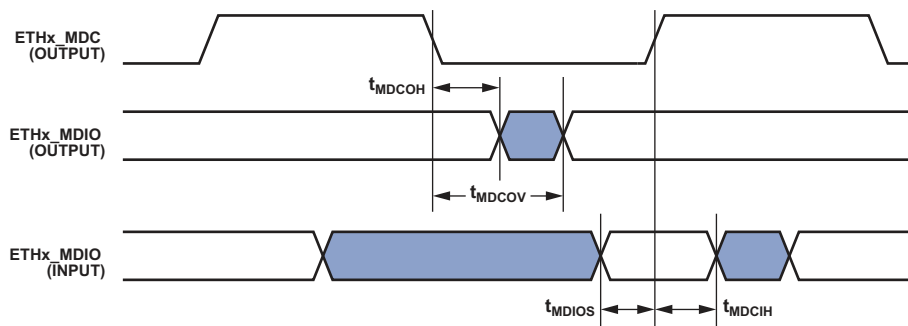 ETHx_MDC
(OUTPUT)
tMDCOH
ETHx_MDIO
(OUTPUT)
tMDCOV
ETHx_MDIO
(INPUT)
tMDIOS
tMDCIH